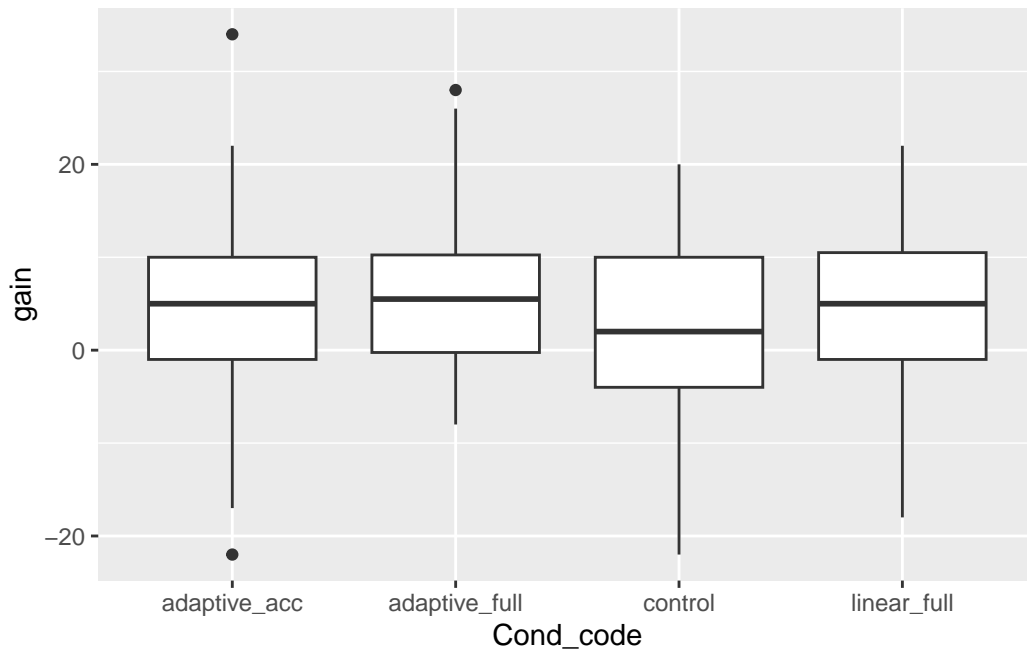 gain
20
0
−20
adaptive_acc adaptive_full control linear_full
Cond_code